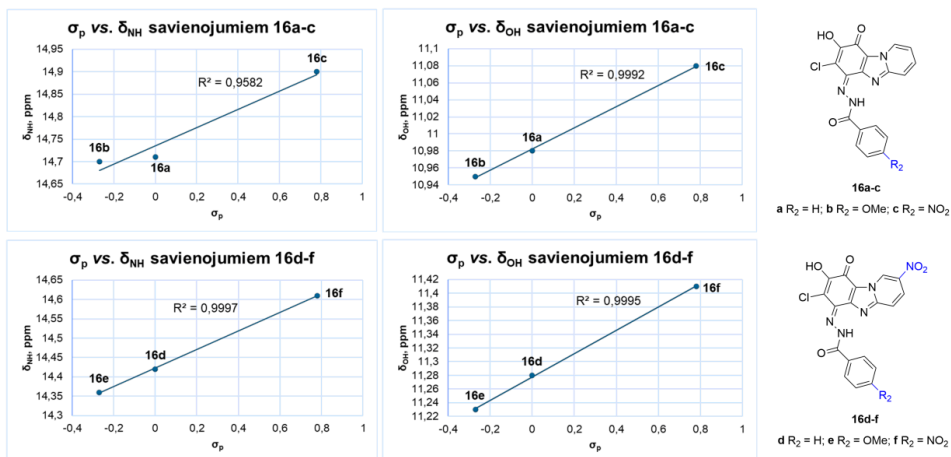 σp vs. δNH savienojumiem 16a-c
δNH, ppm
14,95
14,9
14,85
14,8
14,75
14,7
14,65
R² = 0,9582
16c
16b
16a
-0,4 -0,2 0 0,2 0,4 0,6 0,8 1
σp
σp vs. δOH savienojumiem 16a-c
δOH, ppm
11,1
11,08
11,06
11,04
11,02
11
10,98
10,96
10,94
R² = 0,9992
16c
16a
16b
-0,4 -0,2 0 0,2 0,4 0,6 0,8 1
σp
O
HO
N
Cl
N
N
NH
O
R2
16a-c
a R2 = H; b R2 = OMe; c R2 = NO2
σp vs. δNH savienojumiem 16d-f
δNH, ppm
14,65
14,6
14,55
14,5
14,45
14,4
14,35
14,3
R² = 0,9997
16f
16d
16e
-0,4 -0,2 0 0,2 0,4 0,6 0,8 1
σp
σp vs. δOH savienojumiem 16d-f
δOH, ppm
11,42
11,4
11,38
11,36
11,34
11,32
11,3
11,28
11,26
11,24
11,22
R² = 0,9995
16f
16d
16e
-0,4 -0,2 0 0,2 0,4 0,6 0,8 1
σp
NO2
O
HO
N
Cl
N
N
NH
O
R2
16d-f
d R2 = H; e R2 = OMe; f R2 = NO2